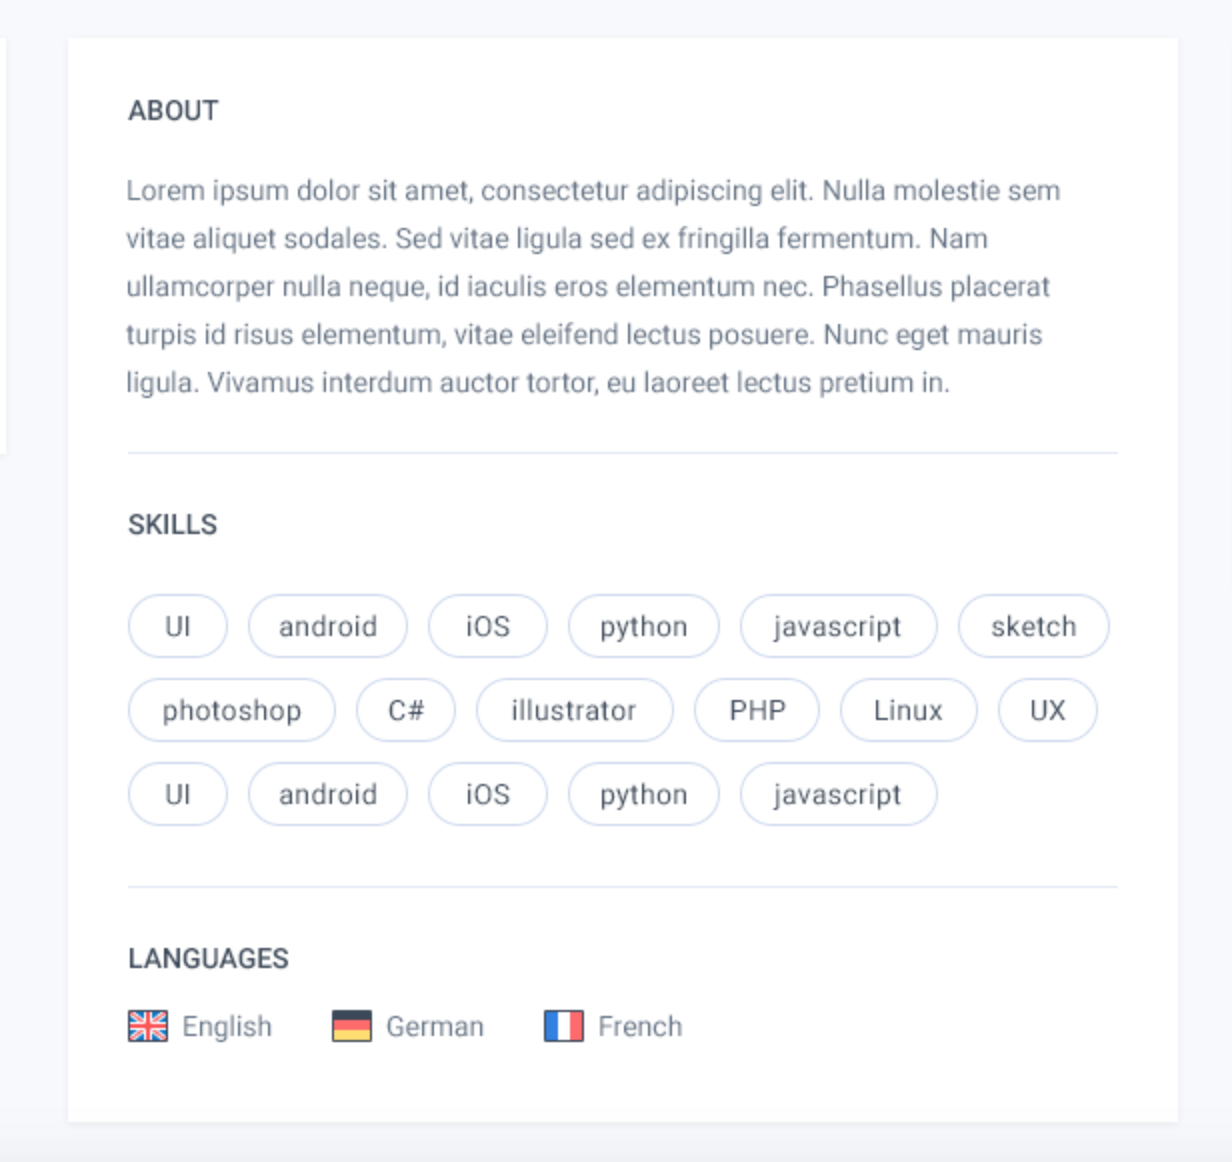 ABOUT
Lorem ipsum dolor sit amet, consectetur adipiscing elit. Nulla molestie sem
vitae aliquet sodales. Sed vitae ligula sed ex fringilla fermentum. Nam
ullamcorper nulla neque, id iaculis eros elementum nec. Phasellus placerat
turpis id risus elementum, vitae eleifend lectus posuere. Nunc eget mauris
ligula. Vivamus interdum auctor tortor, eu laoreet lectus pretium in.
SKILLS
UI android iOS python javascript sketch
photoshop C# illustrator PHP Linux UX
UI android iOS python javascript
LANGUAGES
English German French